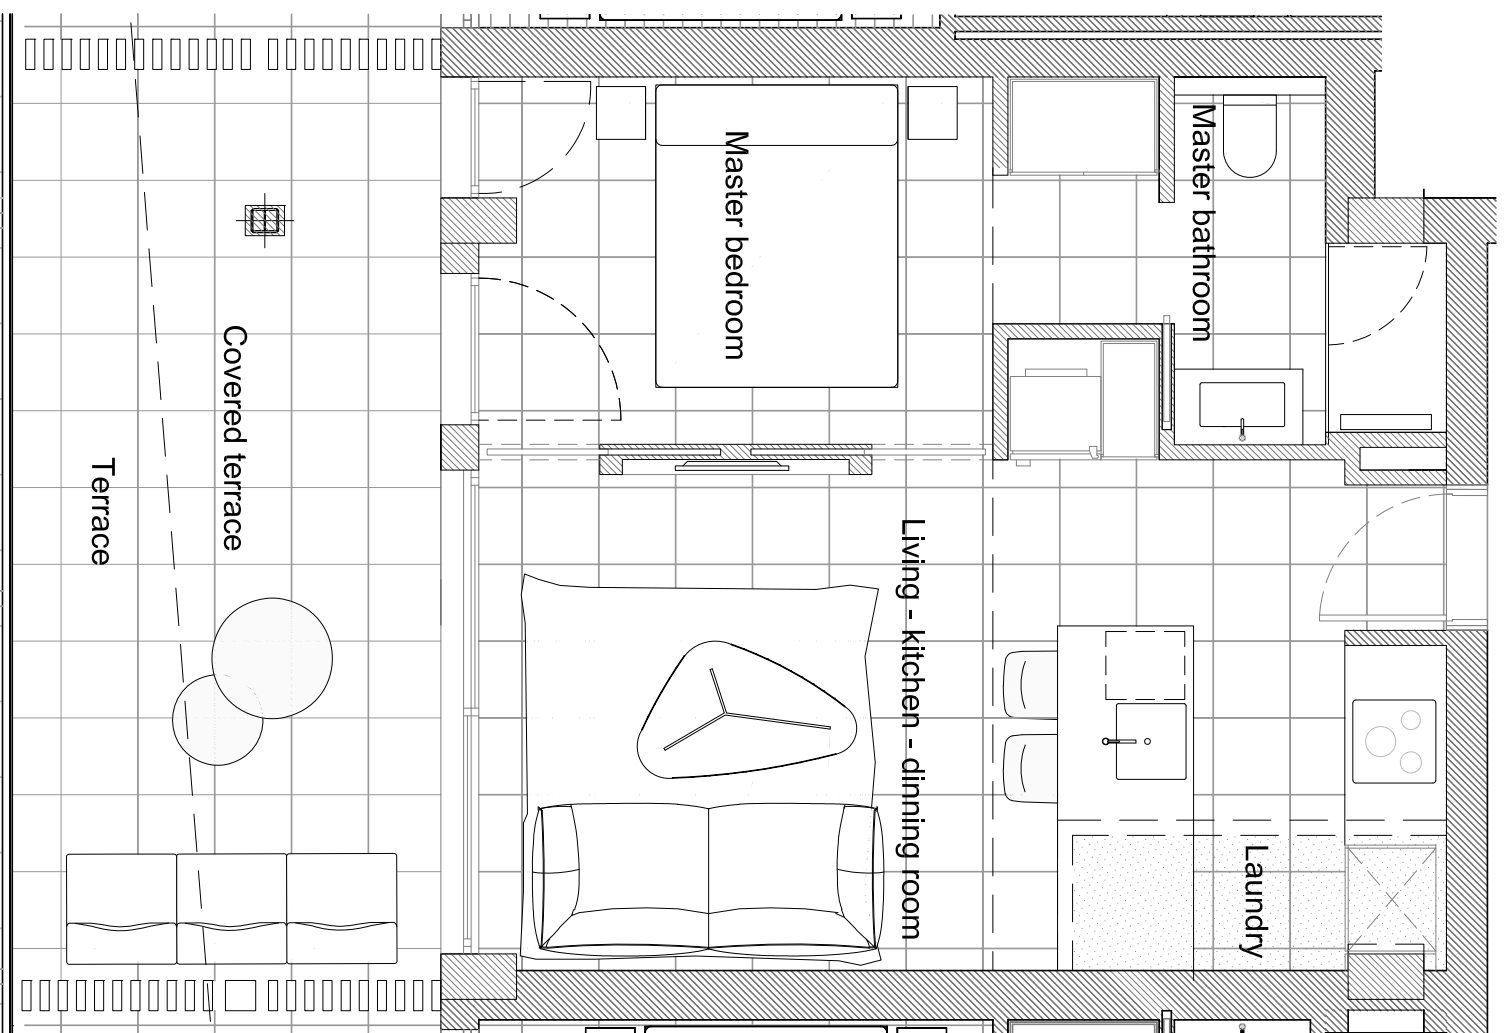 Master bedroom
Master bathroom
Covered terrace
Terrace
Living - kitchen - dinning room
Laundry